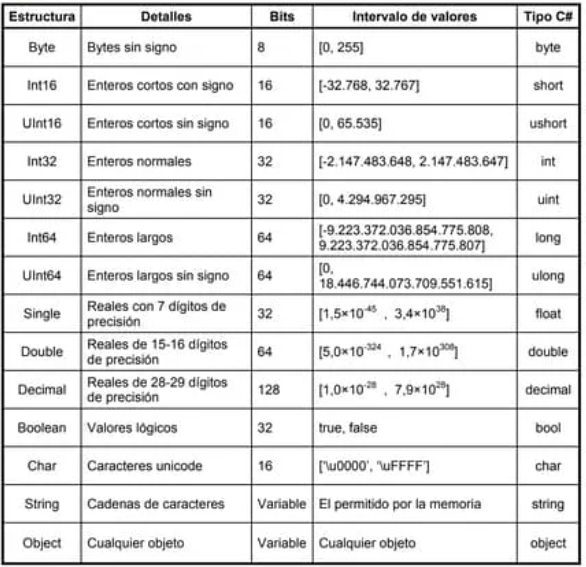 Estructura Detalles Bits Intervalo de valores Tipo C#
Byte Bytes sin signo 8 [0, 255] byte
Int16 Enteros cortos con signo 16 [-32.768, 32.767] short
UInt16 Enteros cortos sin signo 16 [0, 65.535] ushort
Int32 Enteros normales 32 [-2.147.483.648, 2.147.483.647] int
UInt32 Enteros normales sin signo 32 [0, 4.294.967.295] uint
Int64 Enteros largos 64 [-9.223.372.036.854.775.808, 9.223.372.036.854.775.807] long
UInt64 Enteros largos sin signo 64 [0, 18.446.744.073.709.551.615] ulong
Single Reales con 7 dígitos de precisión 32 [1,5×10⁻⁴⁵ , 3,4×10³⁸] float
Double Reales de 15-16 dígitos de precisión 64 [5,0×10⁻³²⁴ , 1,7×10³⁰⁸] double
Decimal Reales de 28-29 dígitos de precisión 128 [1,0×10⁻²⁸ , 7,9×10²⁸] decimal
Boolean Valores lógicos 32 true, false bool
Char Caracteres unicode 16 ['\u0000', '\uFFFF'] char
String Cadenas de caracteres Variable El permitido por la memoria string
Object Cualquier objeto Variable Cualquier objeto object